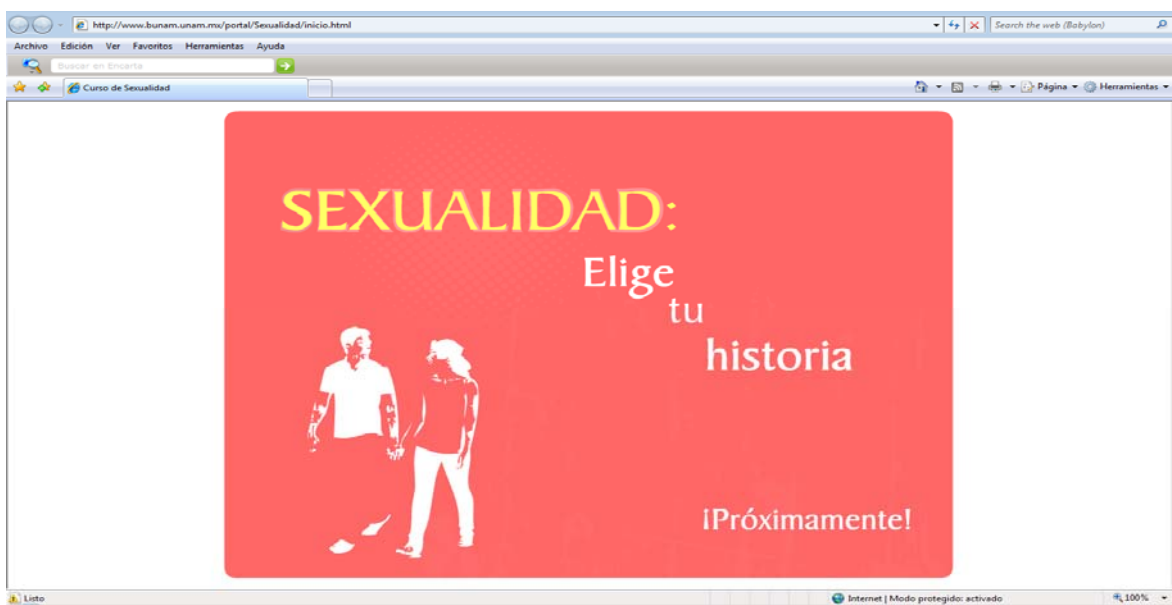 http://www.bunam.unam.mx/portal/Sexualidad/inicio.html
Search the web (Babylon)
Archivo Edición Ver Favoritos Herramientas Ayuda
Buscar en Encarta
Curso de Sexualidad
Página Herramientas
SEXUALIDAD:
Elige
tu
historia
¡Próximamente!
Listo
Internet | Modo protegido: activado
100%